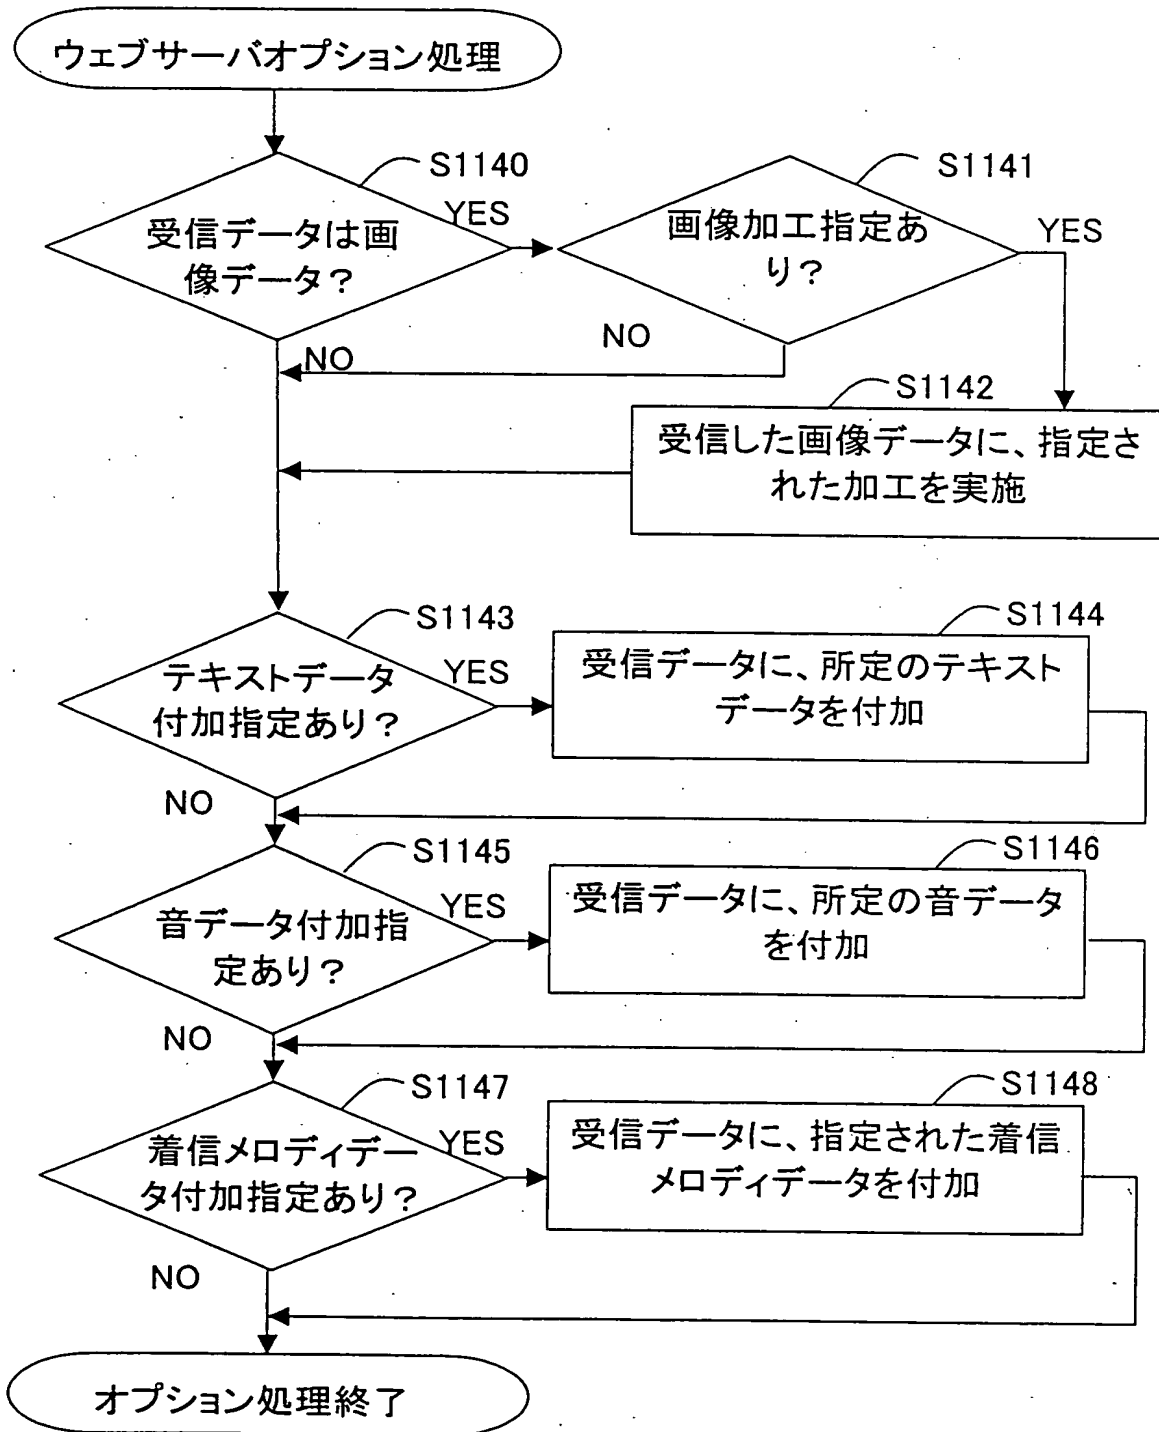 ウェブサーバオプション処理
S1140
YES
受信データは画
像データ?
NO
S1141
画像加工指定あ
り?
YES
NO
S1142
受信した画像データに、指定さ
れた加工を実施
S1143
テキストデータ
付加指定あり?
YES
NO
S1144
受信データに、所定のテキスト
データを付加
S1145
音データ付加指
定あり?
YES
NO
S1146
受信データに、所定の音データ
を付加
S1147
着信メロディデー
タ付加指定あり?
YES
NO
S1148
受信データに、指定された着信
メロディデータを付加
オプション処理終了